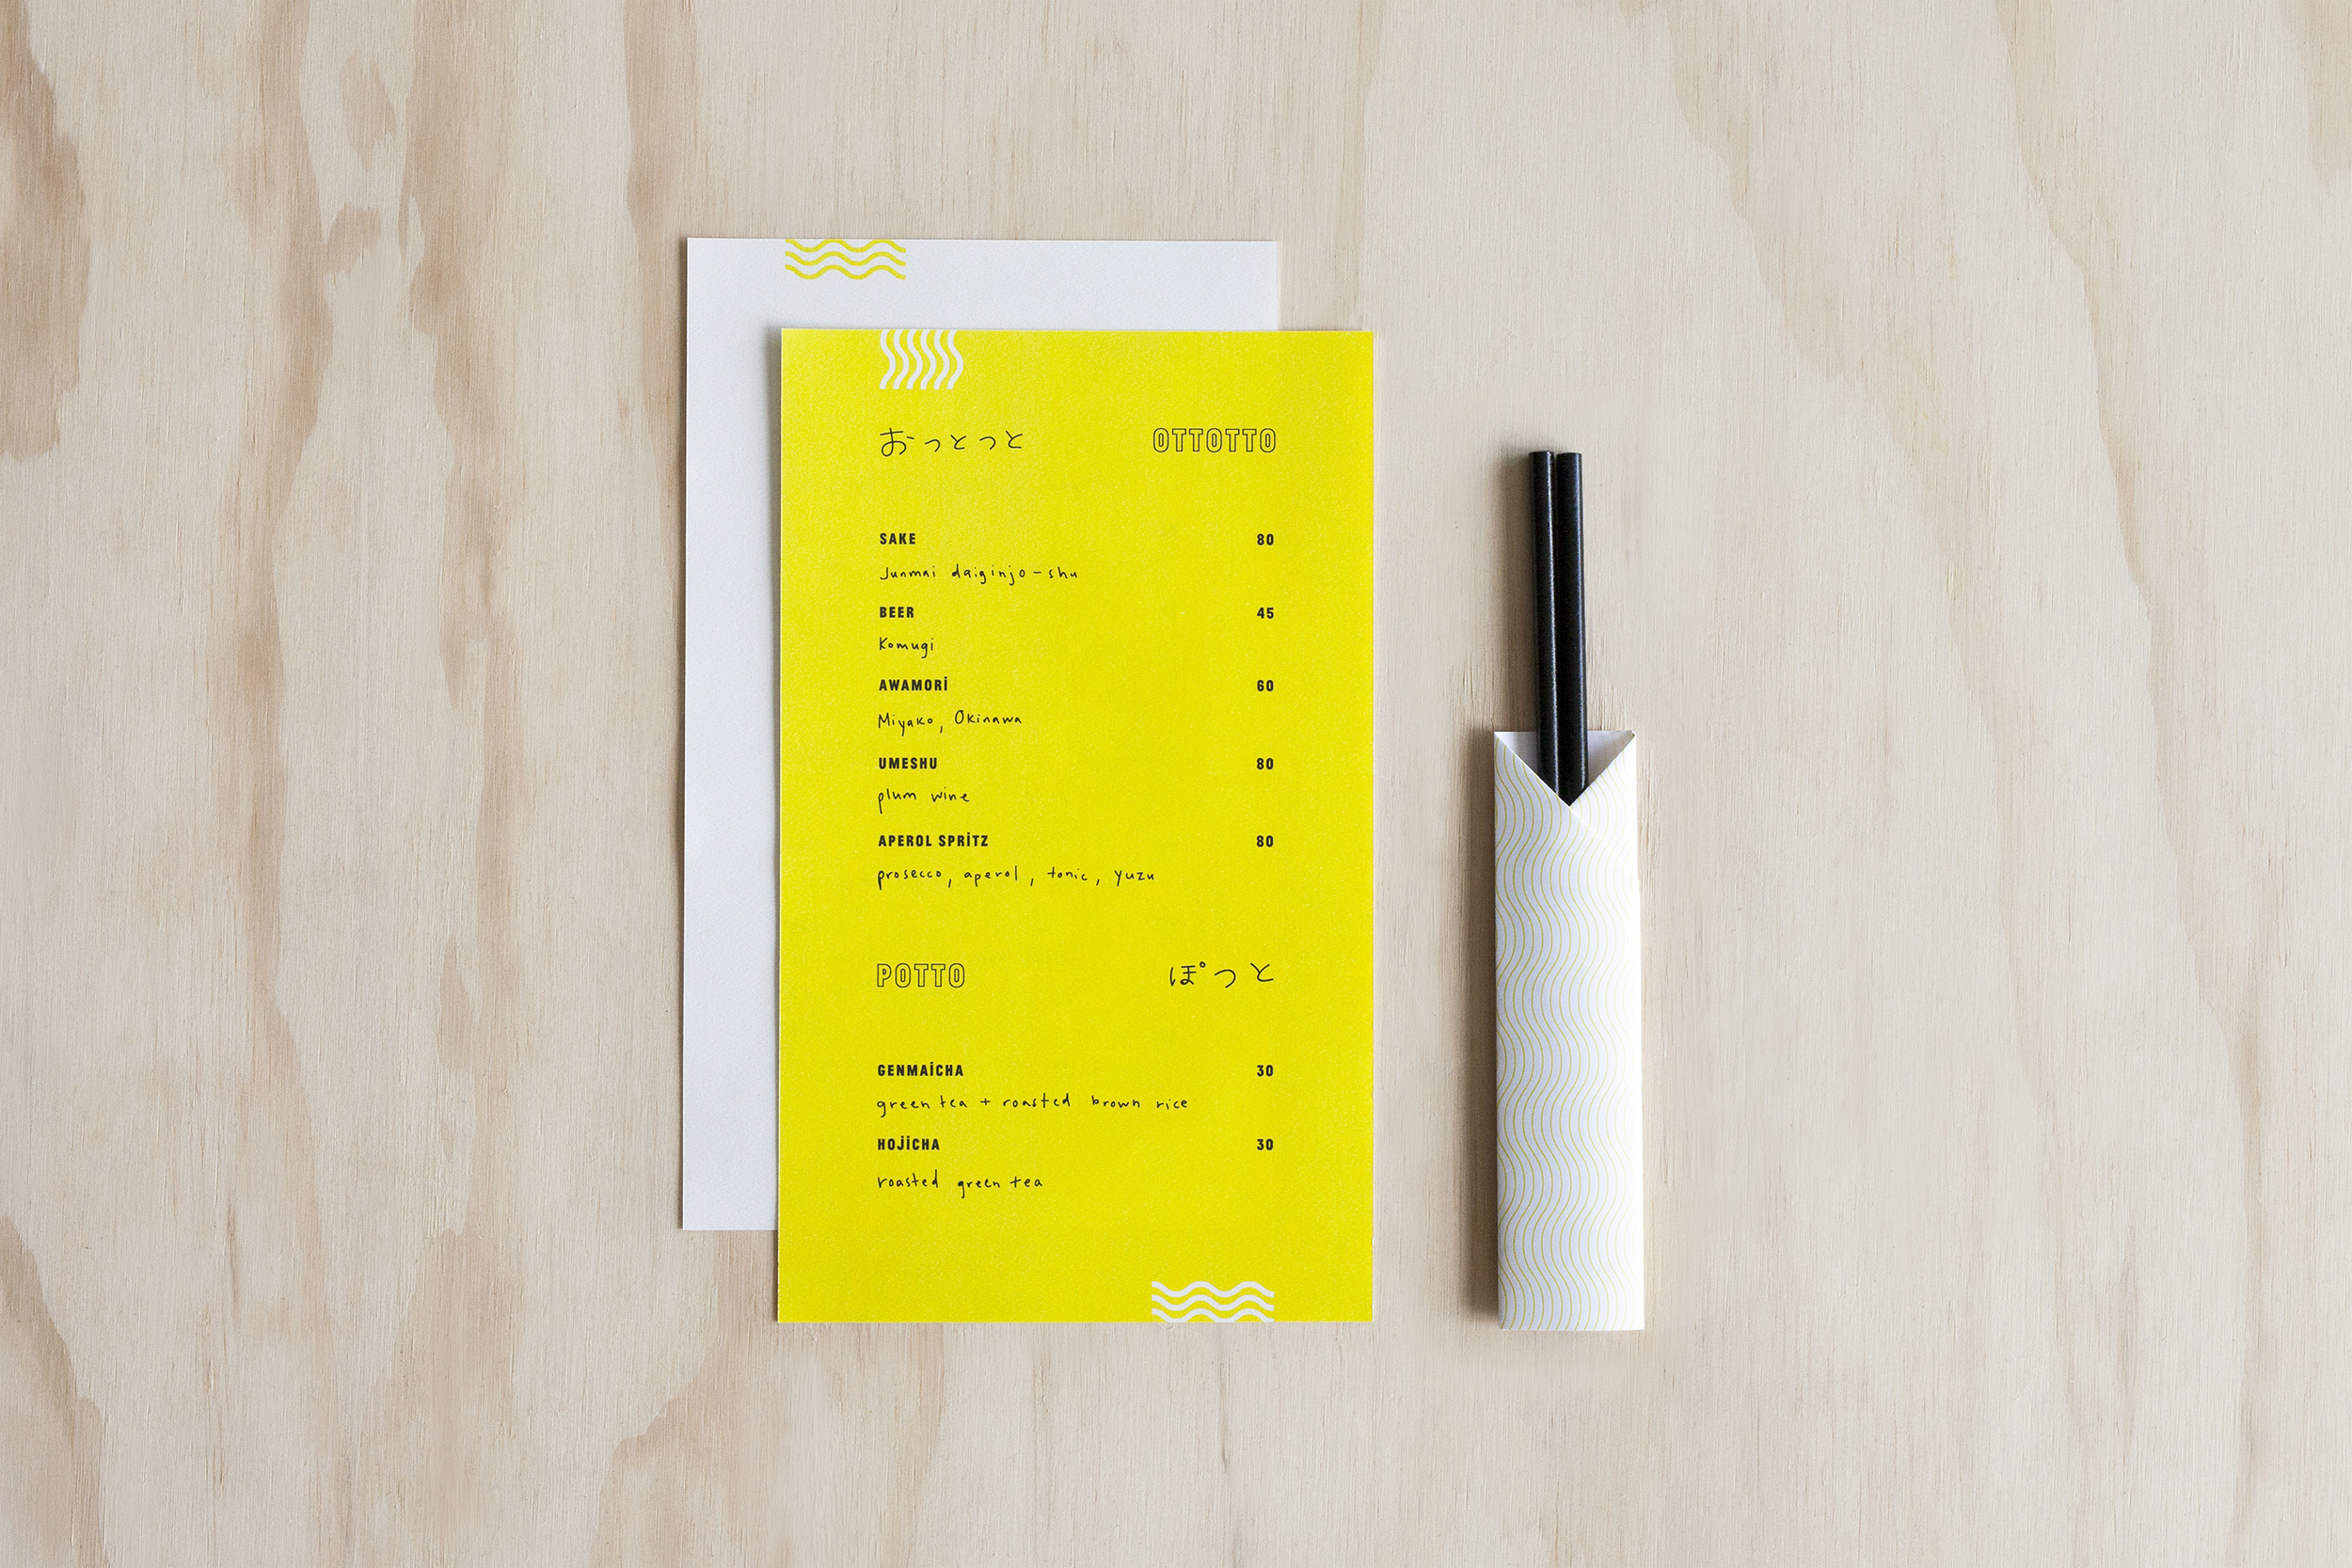 おっとっと OTTOTTO
SAKE 80
Junmai daiginjo-shu
BEER 45
Komugi
AWAMORİ 60
Miyako, Okinawa
UMESHU 80
plum wine
APEROL SPRİTZ 80
prosecco, aperol, tonic, yuzu
POTTO ぽっと
GENMAİCHA 30
green tea + roasted brown rice
HOJİCHA 30
roasted green tea